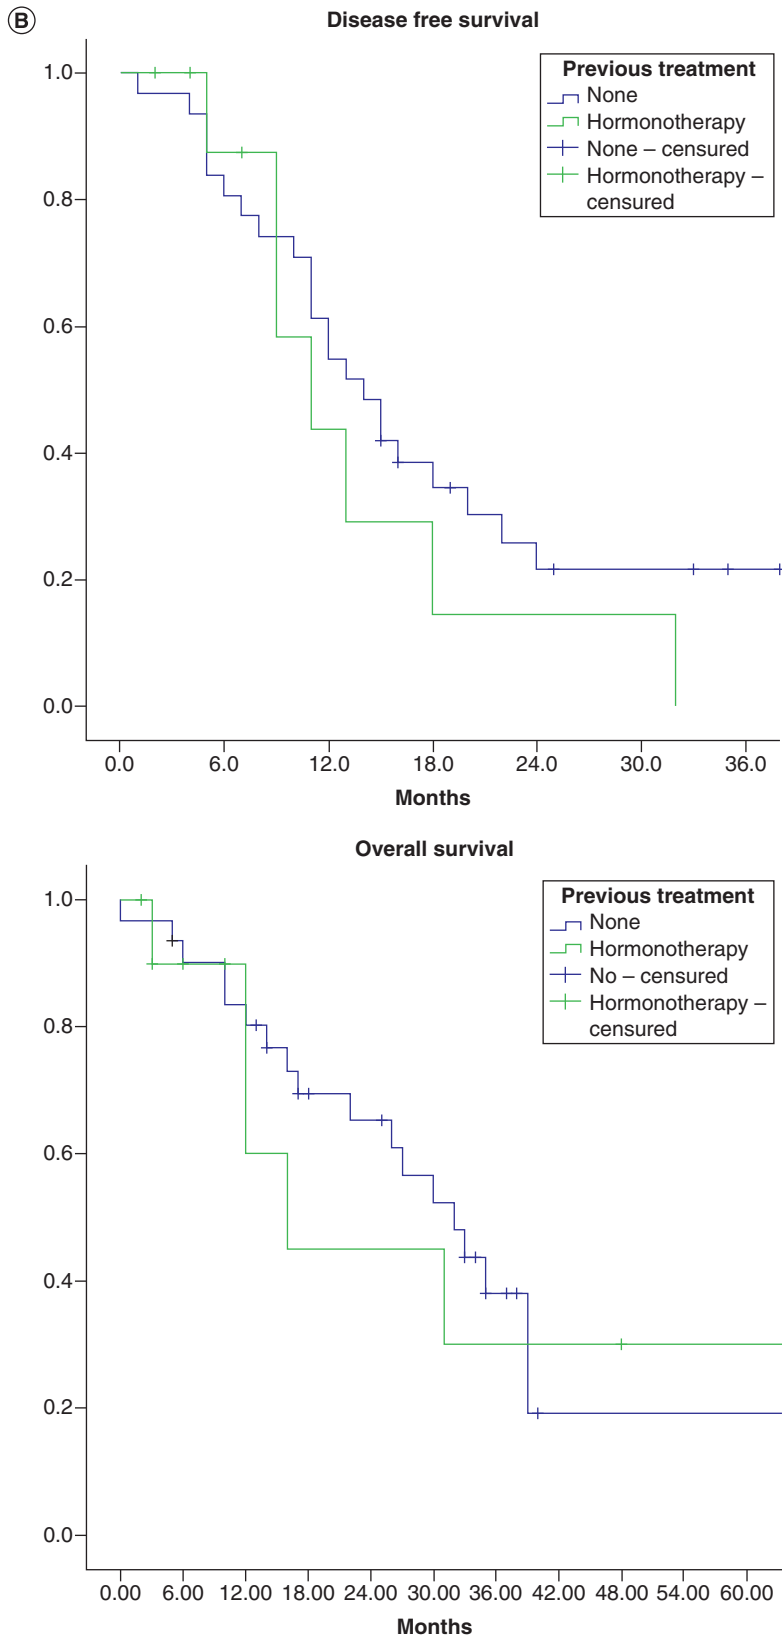 B
Disease free survival
Previous treatment
None
Hormonotherapy
None – censured
Hormonotherapy –
censured
1.0
0.8
0.6
0.4
0.2
0.0
0.0 6.0 12.0 18.0 24.0 30.0 36.0
Months
Overall survival
Previous treatment
None
Hormonotherapy
No – censured
Hormonotherapy –
censured
1.0
0.8
0.6
0.4
0.2
0.0
0.00 6.00 12.00 18.00 24.00 30.00 36.00 42.00 48.00 54.00 60.00
Months